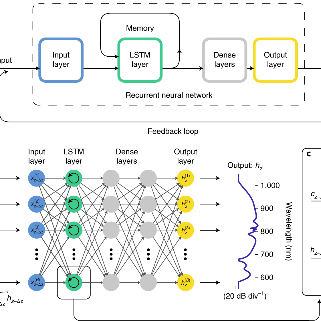 Memory
Input layer
LSTM layer
Dense layers
Output layer
Recurrent neural network
Feedback loop
Input layer
LSTM layer
Dense layers
Output layer
Output: hz
1,000
900
800
700
600
Wavelength (nm)
(20 dB div⁻¹)
c